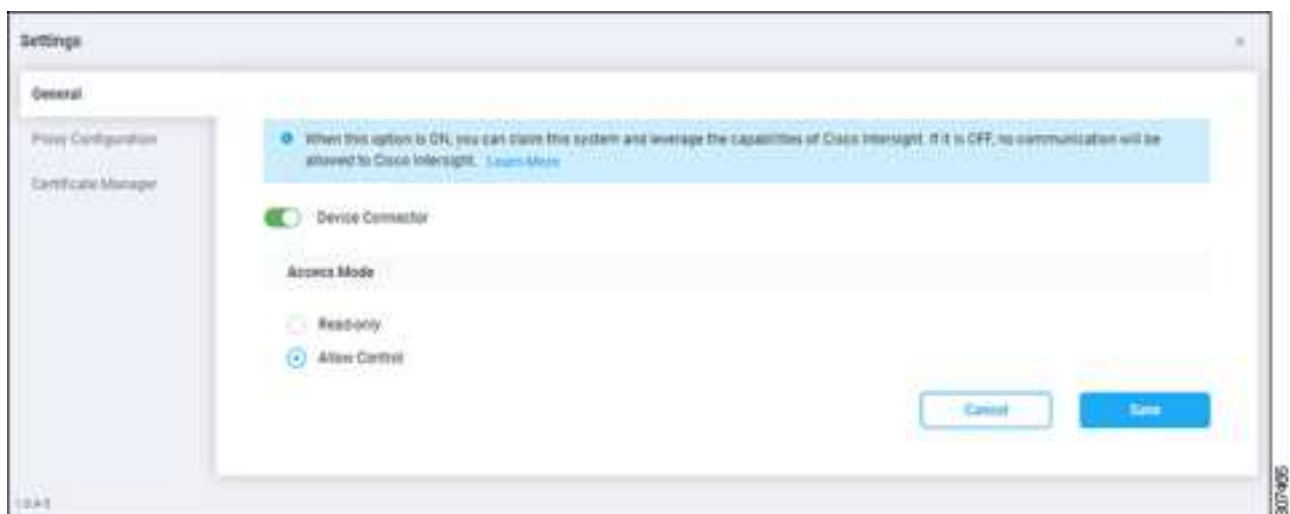 Settings
×
General
Proxy Configuration
Certificate Manager
When this option is ON, you can claim this system and leverage the capabilities of Cisco Intersight. If it is OFF, no communication will be
allowed to Cisco Intersight. Learn More
Device Connector
Access Mode
Read-only
Allow Control
Cancel
Save
307465